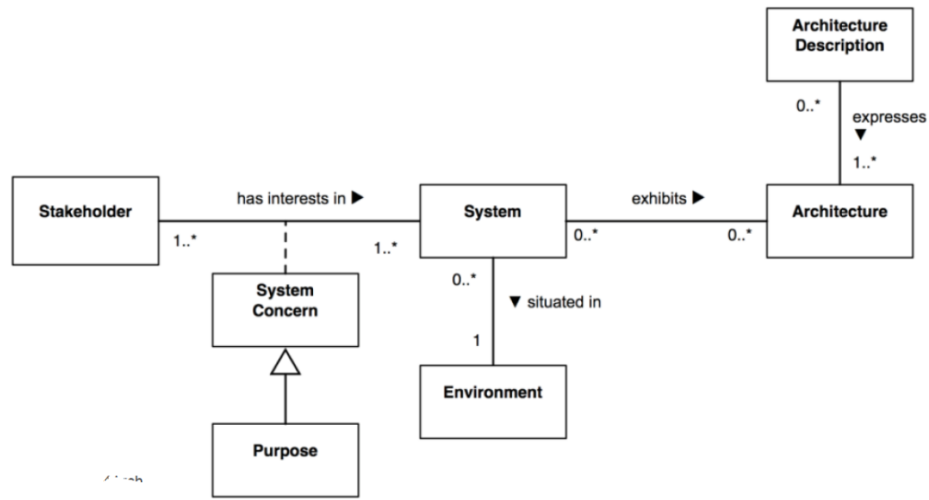 Architecture
Description
0..*
expresses
▼
1..*
Stakeholder
has interests in ▶
System
exhibits ▶
Architecture
1..*
1..*
0..*
0..*
System
Concern
0..*
▼ situated in
1
Environment
Purpose